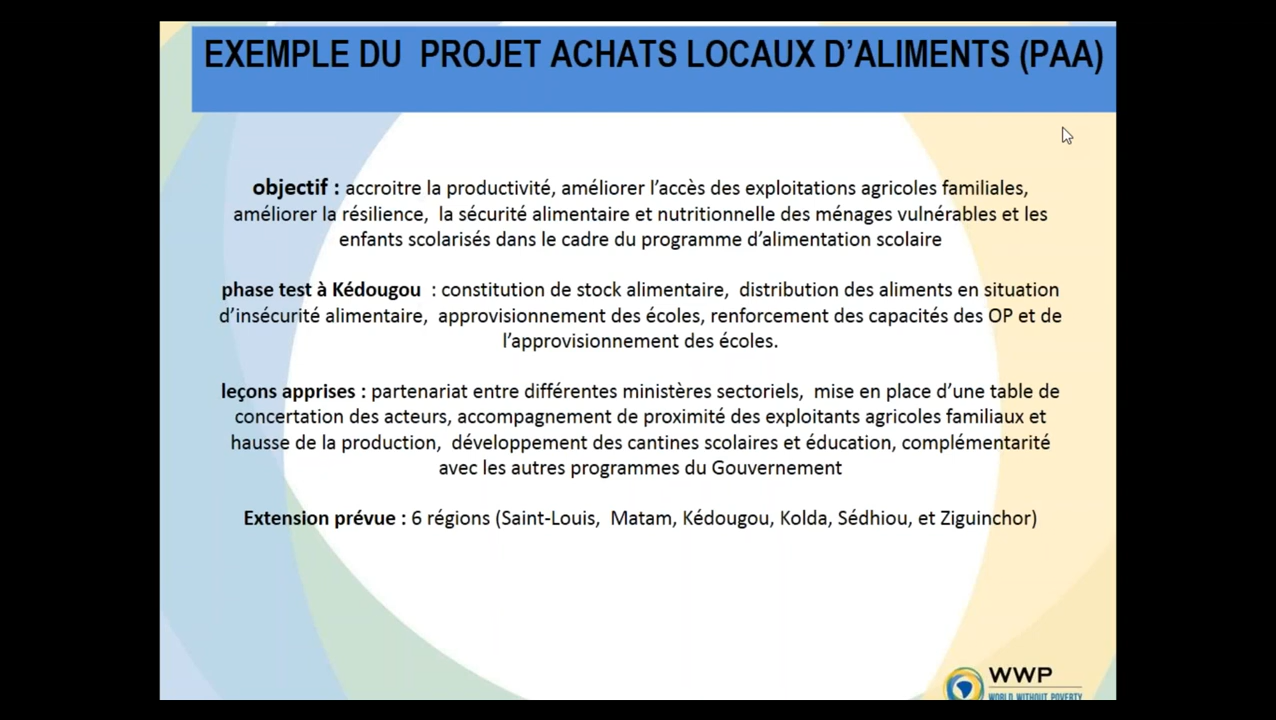 EXEMPLE DU PROJET ACHATS LOCAUX D’ALIMENTS (PAA)
objectif : accroitre la productivité, améliorer l’accès des exploitations agricoles familiales,
améliorer la résilience, la sécurité alimentaire et nutritionnelle des ménages vulnérables et les
enfants scolarisés dans le cadre du programme d’alimentation scolaire
phase test à Kédougou : constitution de stock alimentaire, distribution des aliments en situation
d’insécurité alimentaire, approvisionnement des écoles, renforcement des capacités des OP et de
l’approvisionnement des écoles.
leçons apprises : partenariat entre différentes ministères sectoriels, mise en place d’une table de
concertation des acteurs, accompagnement de proximité des exploitants agricoles familiaux et
hausse de la production, développement des cantines scolaires et éducation, complémentarité
avec les autres programmes du Gouvernement
Extension prévue : 6 régions (Saint-Louis, Matam, Kédougou, Kolda, Sédhiou, et Ziguinchor)
WWP
WORLD WITHOUT POVERTY